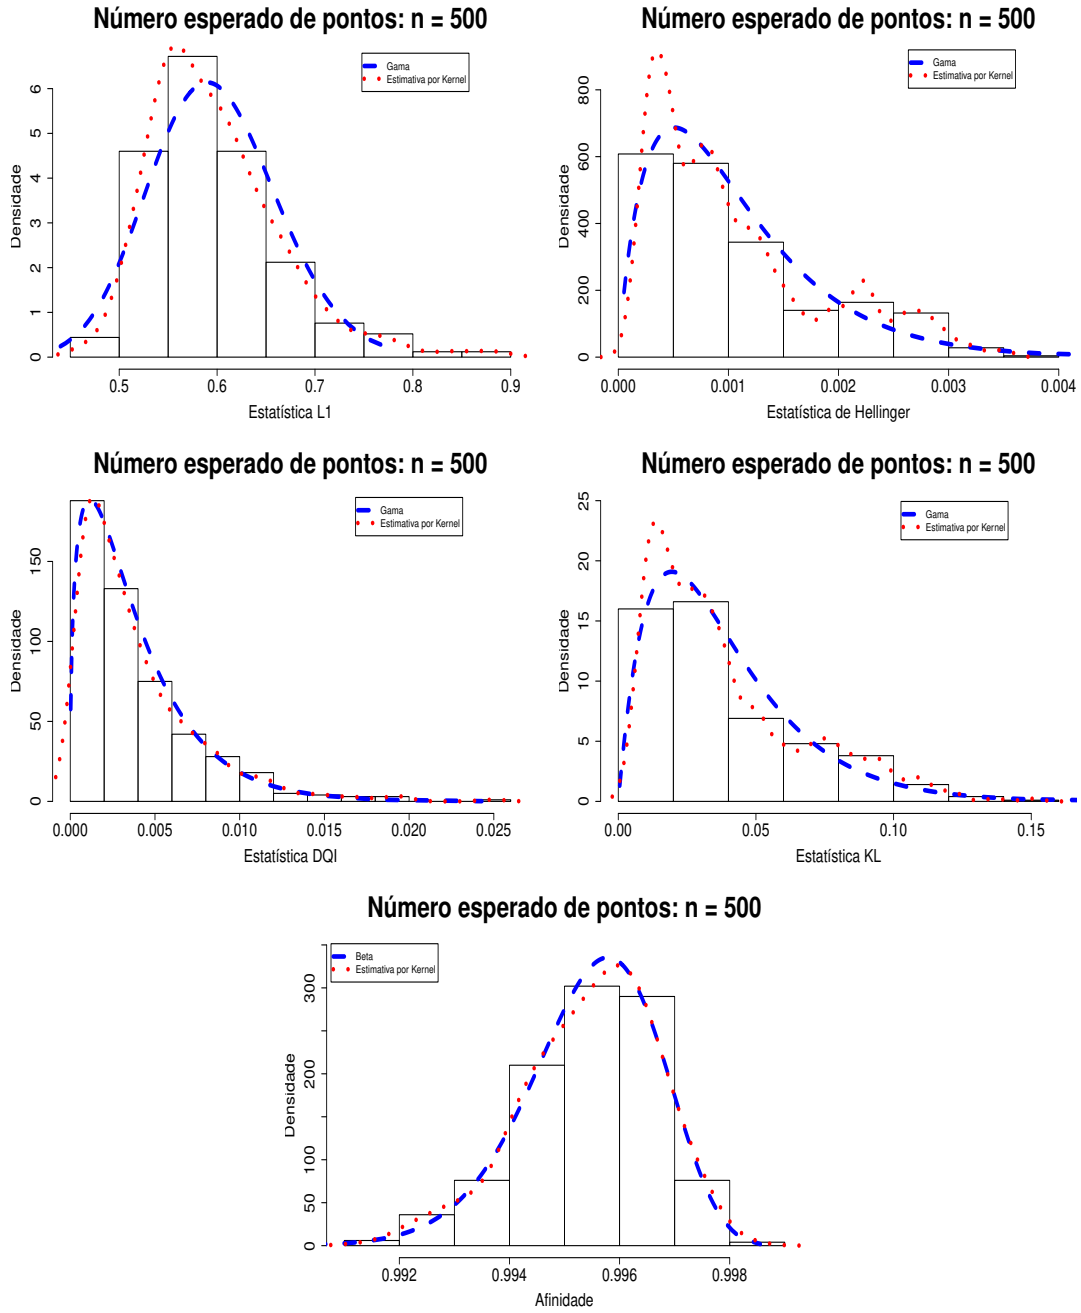 Número esperado de pontos: n = 500
Gama
Estimativa por Kernel
Densidade
0 1 2 3 4 5 6
0.5 0.6 0.7 0.8 0.9
Estatística L1
Número esperado de pontos: n = 500
Gama
Estimativa por Kernel
Densidade
0 200 400 600 800
0.000 0.001 0.002 0.003 0.004
Estatística de Hellinger
Número esperado de pontos: n = 500
Gama
Estimativa por Kernel
Densidade
0 50 100 150
0.000 0.005 0.010 0.015 0.020 0.025
Estatística DQI
Número esperado de pontos: n = 500
Gama
Estimativa por Kernel
Densidade
0 5 10 15 20 25
0.00 0.05 0.10 0.15
Estatística KL
Número esperado de pontos: n = 500
Beta
Estimativa por Kernel
Densidade
0 50 100 200 300
0.992 0.994 0.996 0.998
Afinidade